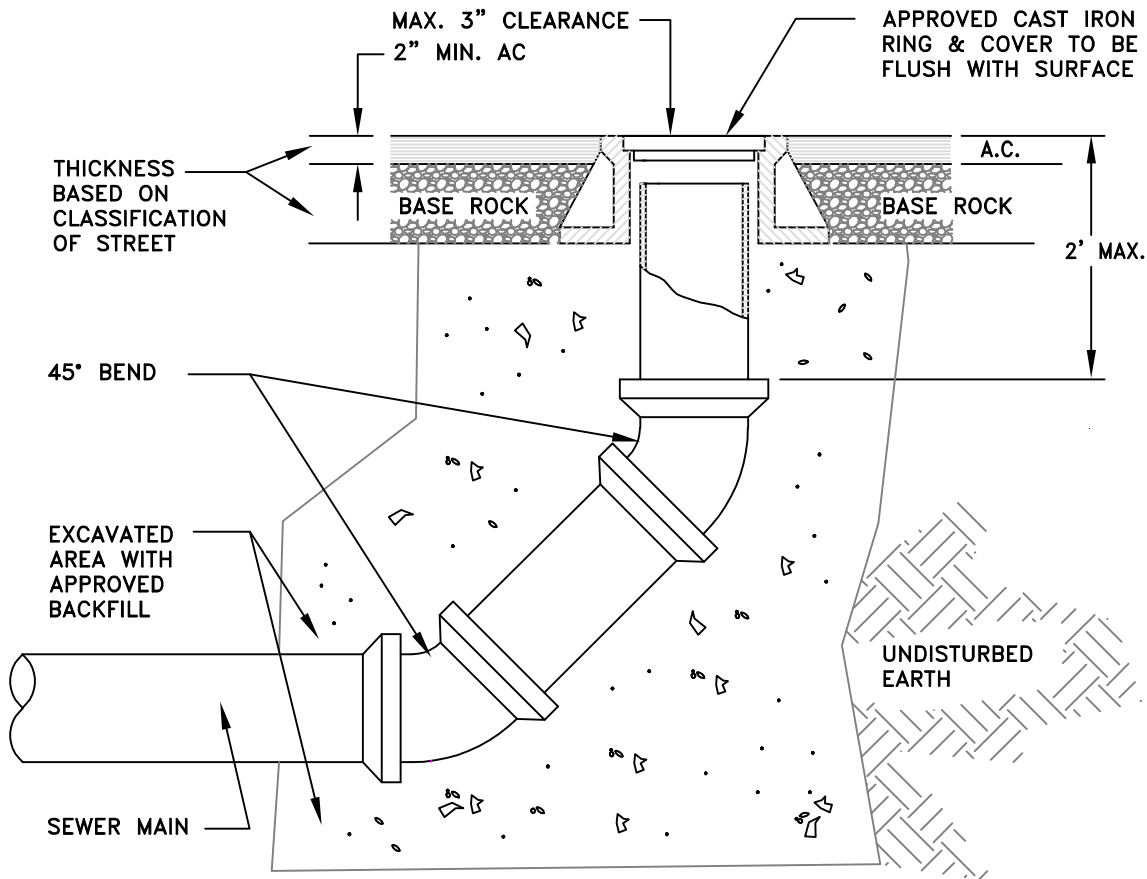 MAX. 3” CLEARANCE
2” MIN. AC
APPROVED CAST IRON
RING & COVER TO BE
FLUSH WITH SURFACE
THICKNESS
BASED ON
CLASSIFICATION
OF STREET
A.C.
BASE ROCK
BASE ROCK
2' MAX.
45° BEND
EXCAVATED
AREA WITH
APPROVED
BACKFILL
UNDISTURBED
EARTH
SEWER MAIN